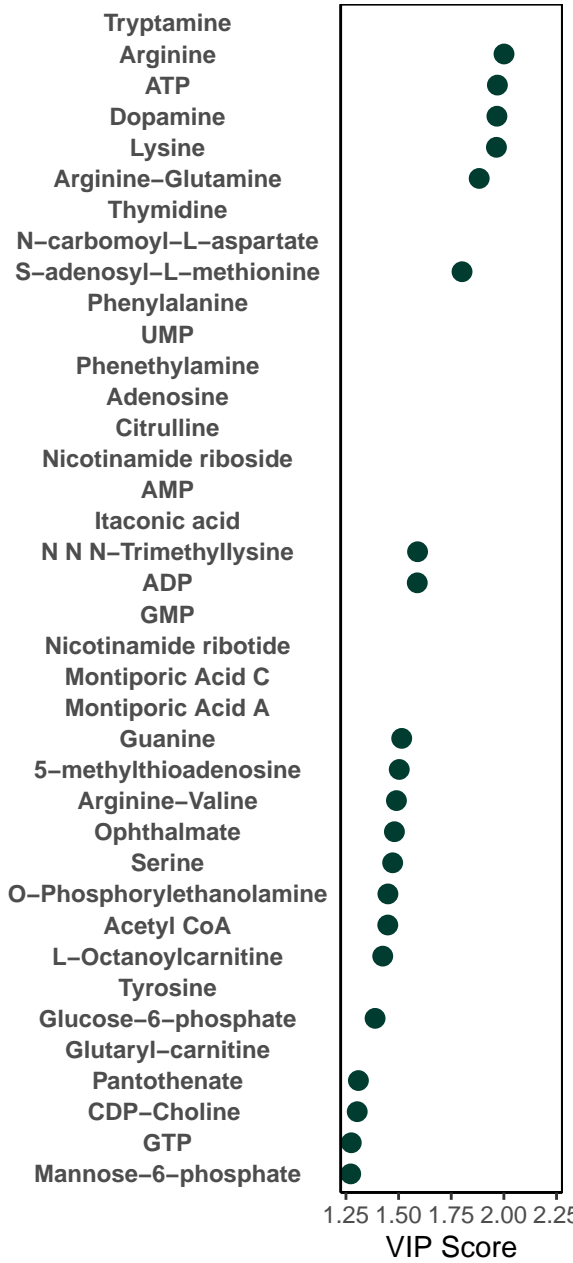 Tryptamine
Arginine
ATP
Dopamine
Lysine
Arginine−Glutamine
Thymidine
N−carbomoyl−L−aspartate
S−adenosyl−L−methionine
Phenylalanine
UMP
Phenethylamine
Adenosine
Citrulline
Nicotinamide riboside
AMP
Itaconic acid
N N N−Trimethyllysine
ADP
GMP
Nicotinamide ribotide
Montiporic Acid C
Montiporic Acid A
Guanine
5−methylthioadenosine
Arginine−Valine
Ophthalmate
Serine
O−Phosphorylethanolamine
Acetyl CoA
L−Octanoylcarnitine
Tyrosine
Glucose−6−phosphate
Glutaryl−carnitine
Pantothenate
CDP−Choline
GTP
Mannose−6−phosphate
1.25 1.50 1.75 2.00 2.25
VIP Score